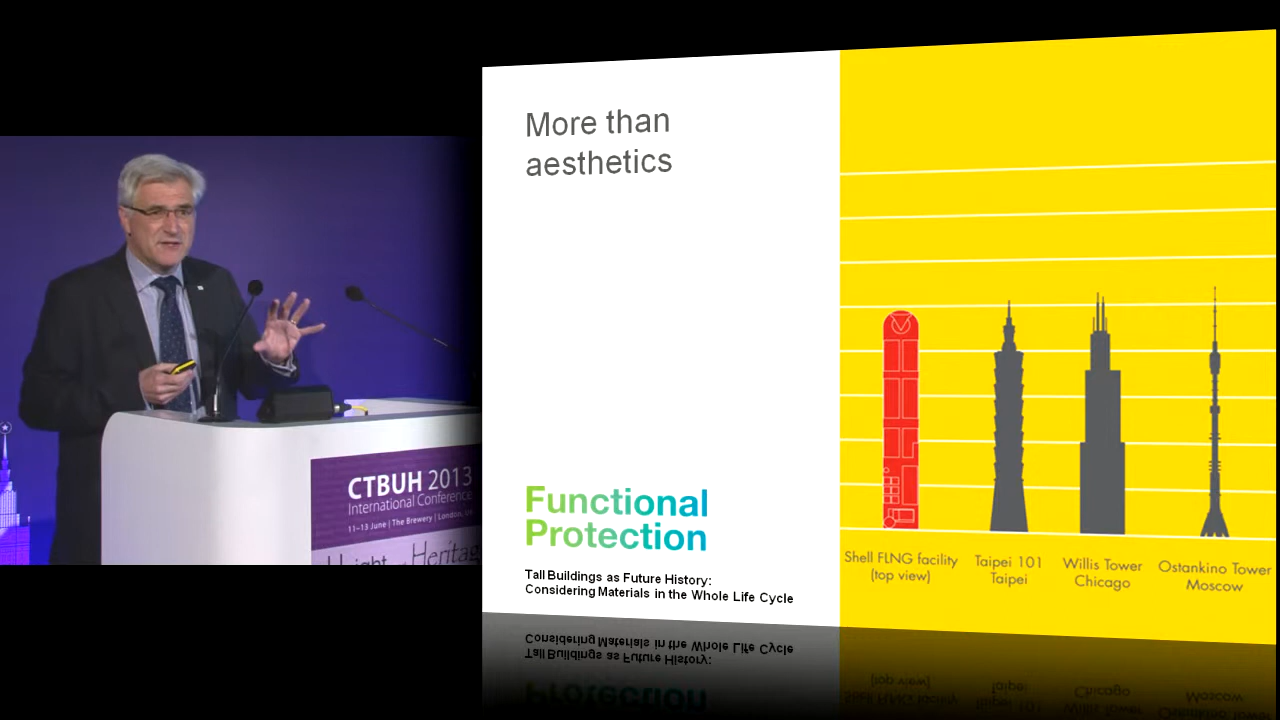 More than
aesthetics
Functional
Protection
Tall Buildings as Future History:
Considering Materials in the Whole Life Cycle
Shell FLNG facility
(top view)
Taipei 101
Taipei
Willis Tower
Chicago
Ostankino Tower
Moscow
CTBUH 2013
International Conference
11–13 June | The Brewery | London,
Heritag